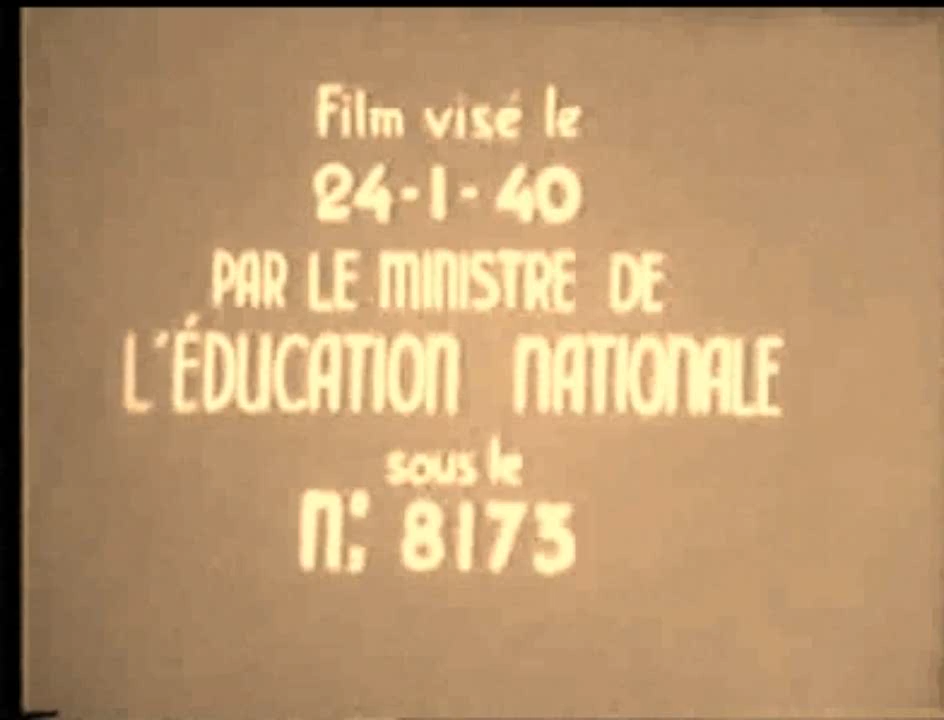 Film visé le
24-1-40
PAR LE MINISTRE DE
L'ÉDUCATION NATIONALE
sous le
N°: 8173